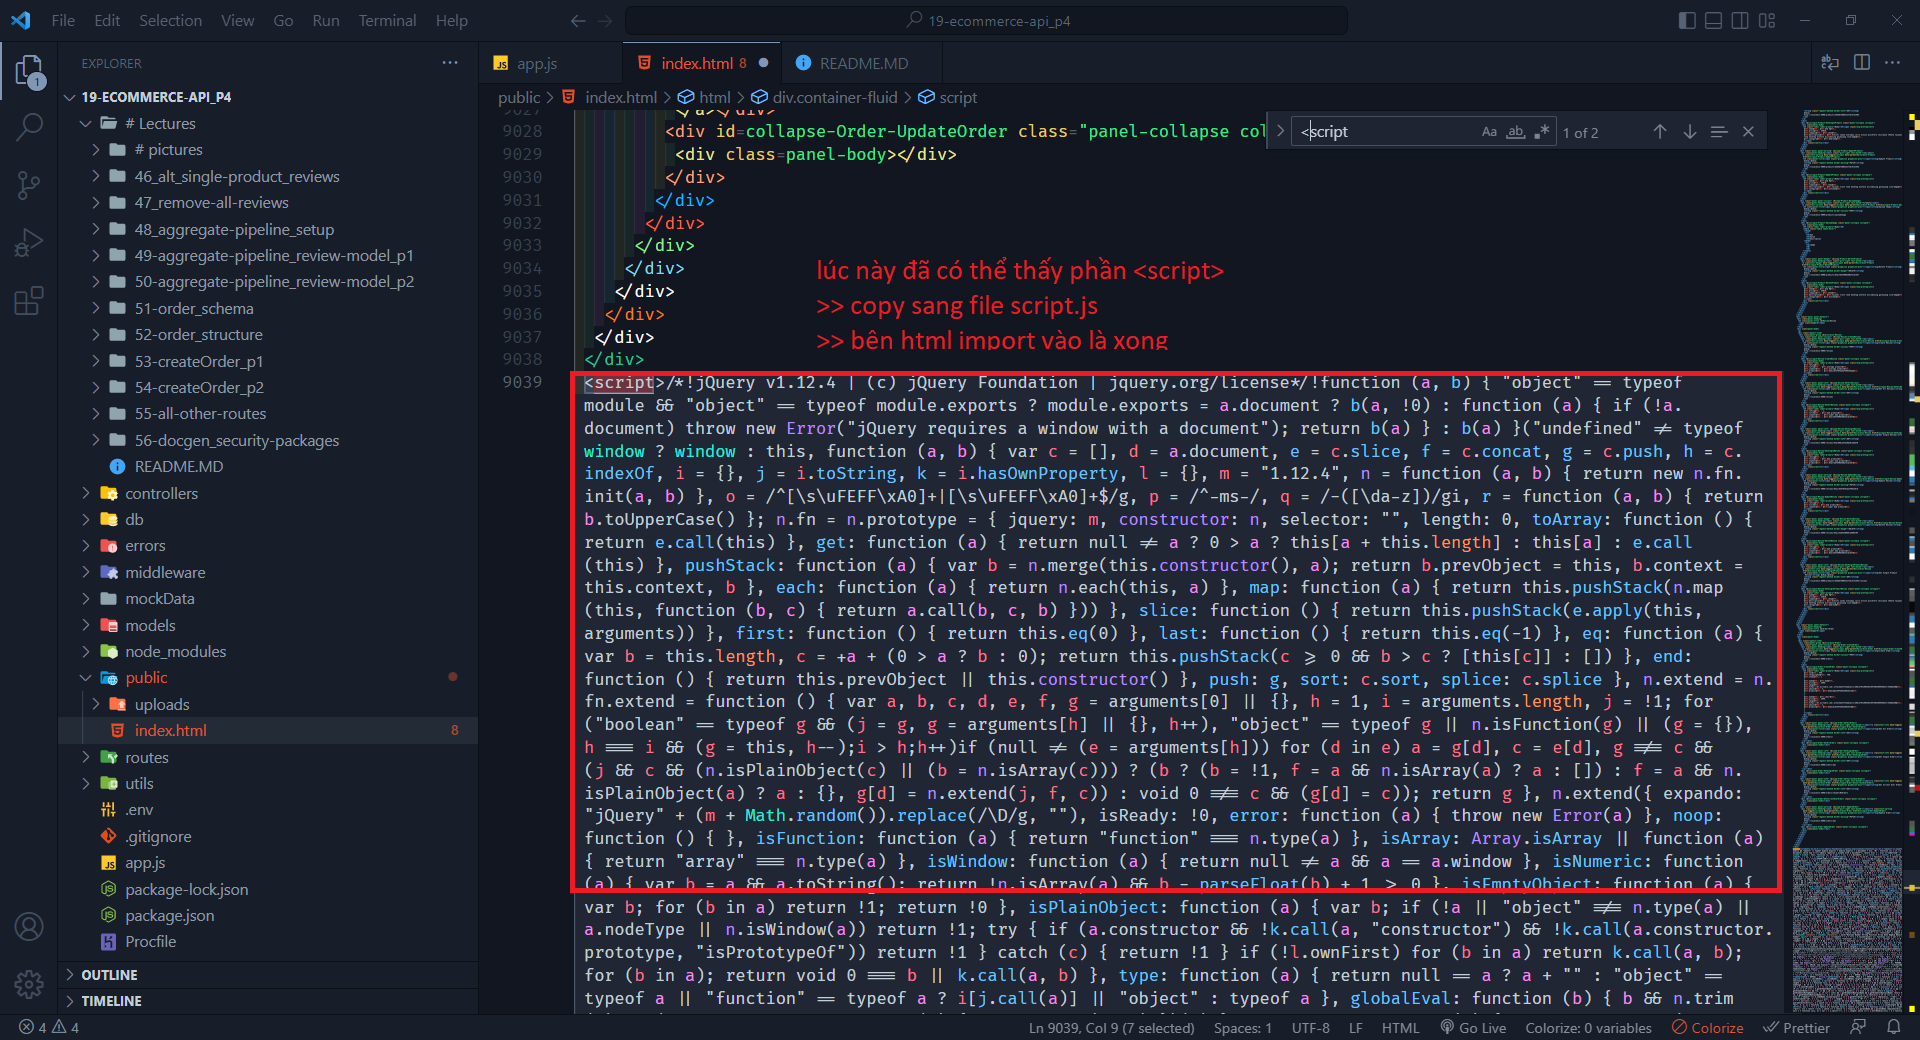 File Edit Selection View Go Run Terminal Help
19-ecommerce-api_p4
EXPLORER
1
19-ECOMMERCE-API_P4
# Lectures
# pictures
46_alt_single-product_reviews
47_remove-all-reviews
48_aggregate-pipeline_setup
49-aggregate-pipeline_review-model_p1
50-aggregate-pipeline_review-model_p2
51-order_schema
52-order_structure
53-createOrder_p1
54-createOrder_p2
55-all-other-routes
56-docgen_security-packages
README.MD
controllers
db
errors
middleware
mockData
models
node_modules
public
uploads
index.html 8
routes
utils
.env
.gitignore
app.js
package-lock.json
package.json
Procfile
OUTLINE
TIMELINE
app.js
index.html 8
README.MD
public > index.html > html > div.container-fluid > script
<script
Aa ab .* 1 of 2
9027 </a></div>
9028 <div id=collapse-Order-UpdateOrder class="panel-collapse col
9029 <div class=panel-body></div>
9030 </div>
9031 </div>
9032 </div>
9033 </div>
9034 </div>
9035 </div>
9036 </div>
9037 </div>
9038 </div>
lúc này đã có thể thấy phần <script>
>> copy sang file script.js
>> bên html import vào là xong
9039 <script>/*!jQuery v1.12.4 | (c) jQuery Foundation | jquery.org/license*/!function (a, b) { "object" == typeof
module && "object" == typeof module.exports ? module.exports = a.document ? b(a, !0) : function (a) { if (!a.
document) throw new Error("jQuery requires a window with a document"); return b(a) } : b(a) }("undefined" != typeof
window ? window : this, function (a, b) { var c = [], d = a.document, e = c.slice, f = c.concat, g = c.push, h = c.
indexOf, i = {}, j = i.toString, k = i.hasOwnProperty, l = {}, m = "1.12.4", n = function (a, b) { return new n.fn.
init(a, b) }, o = /^[\s\uFEFF\xA0]+|[\s\uFEFF\xA0]+$/g, p = /^-ms-/, q = /-([\da-z])/gi, r = function (a, b) { return
b.toUpperCase() }; n.fn = n.prototype = { jquery: m, constructor: n, selector: "", length: 0, toArray: function () {
return e.call(this) }, get: function (a) { return null != a ? 0 > a ? this[a + this.length] : this[a] : e.call
(this) }, pushStack: function (a) { var b = n.merge(this.constructor(), a); return b.prevObject = this, b.context =
this.context, b }, each: function (a) { return n.each(this, a) }, map: function (a) { return this.pushStack(n.map
(this, function (b, c) { return a.call(b, c, b) })) }, slice: function () { return this.pushStack(e.apply(this,
arguments)) }, first: function () { return this.eq(0) }, last: function () { return this.eq(-1) }, eq: function (a) {
var b = this.length, c = +a + (0 > a ? b : 0); return this.pushStack(c >= 0 && b > c ? [this[c]] : []) }, end:
function () { return this.prevObject || this.constructor() }, push: g, sort: c.sort, splice: c.splice }, n.extend = n.
fn.extend = function () { var a, b, c, d, e, f, g = arguments[0] || {}, h = 1, i = arguments.length, j = !1; for
("boolean" == typeof g && (j = g, g = arguments[h] || {}, h++), "object" == typeof g || n.isFunction(g) || (g = {}),
h === i && (g = this, h--);i > h;h++)if (null != (e = arguments[h])) for (d in e) a = g[d], c = e[d], g !== c &&
(j && c && (n.isPlainObject(c) || (b = n.isArray(c))) ? (b ? (b = !1, f = a && n.isArray(a) ? a : []) : f = a && n.
isPlainObject(a) ? a : {}, g[d] = n.extend(j, f, c)) : void 0 !== c && (g[d] = c)); return g }, n.extend({ expando:
"jQuery" + (m + Math.random()).replace(/\D/g, ""), isReady: !0, error: function (a) { throw new Error(a) }, noop:
function () { }, isFunction: function (a) { return "function" === n.type(a) }, isArray: Array.isArray || function (a)
{ return "array" === n.type(a) }, isWindow: function (a) { return null != a && a == a.window }, isNumeric: function
(a) { var b = a && a.toString(); return !n.isArray(a) && b - parseFloat(b) + 1 >= 0 }, isEmptyObject: function (a) {
var b; for (b in a) return !1; return !0 }, isPlainObject: function (a) { var b; if (!a || "object" !== n.type(a) ||
a.nodeType || n.isWindow(a)) return !1; try { if (a.constructor && !k.call(a, "constructor") && !k.call(a.constructor.
prototype, "isPrototypeOf")) return !1 } catch (c) { return !1 } if (!l.ownFirst) for (b in a) return k.call(a, b);
for (b in a); return void 0 === b || k.call(a, b) }, type: function (a) { return null == a ? a + "" : "object" ==
typeof a || "function" == typeof a ? i[j.call(a)] || "object" : typeof a }, globalEval: function (b) { b && n.trim
4 4
Ln 9039, Col 9 (7 selected) Spaces: 1 UTF-8 LF HTML Go Live Colorize: 0 variables Colorize Prettier